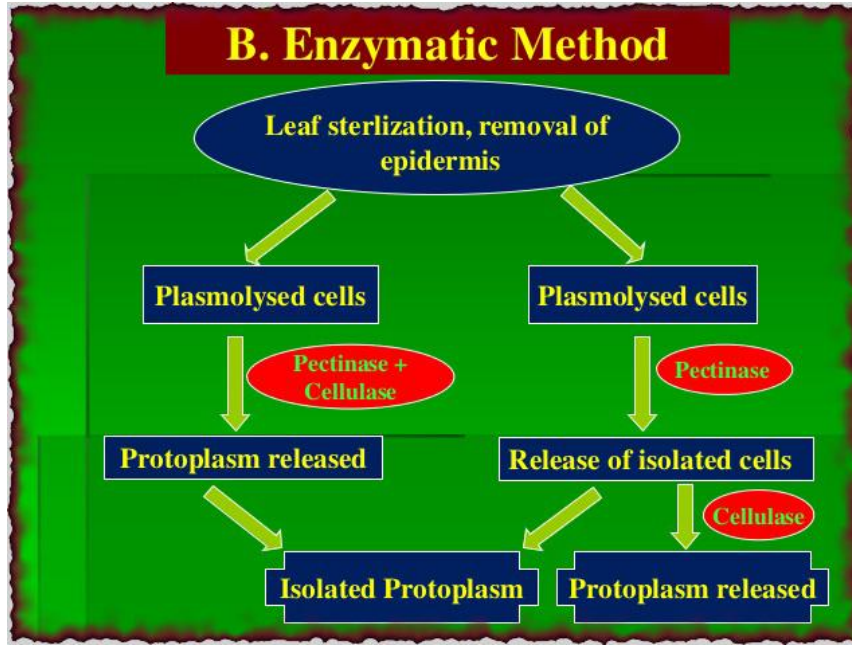 B. Enzymatic Method
Leaf sterlization, removal of
epidermis
Plasmolysed cells
Plasmolysed cells
Pectinase +
Cellulase
Pectinase
Protoplasm released
Release of isolated cells
Cellulase
Isolated Protoplasm
Protoplasm released